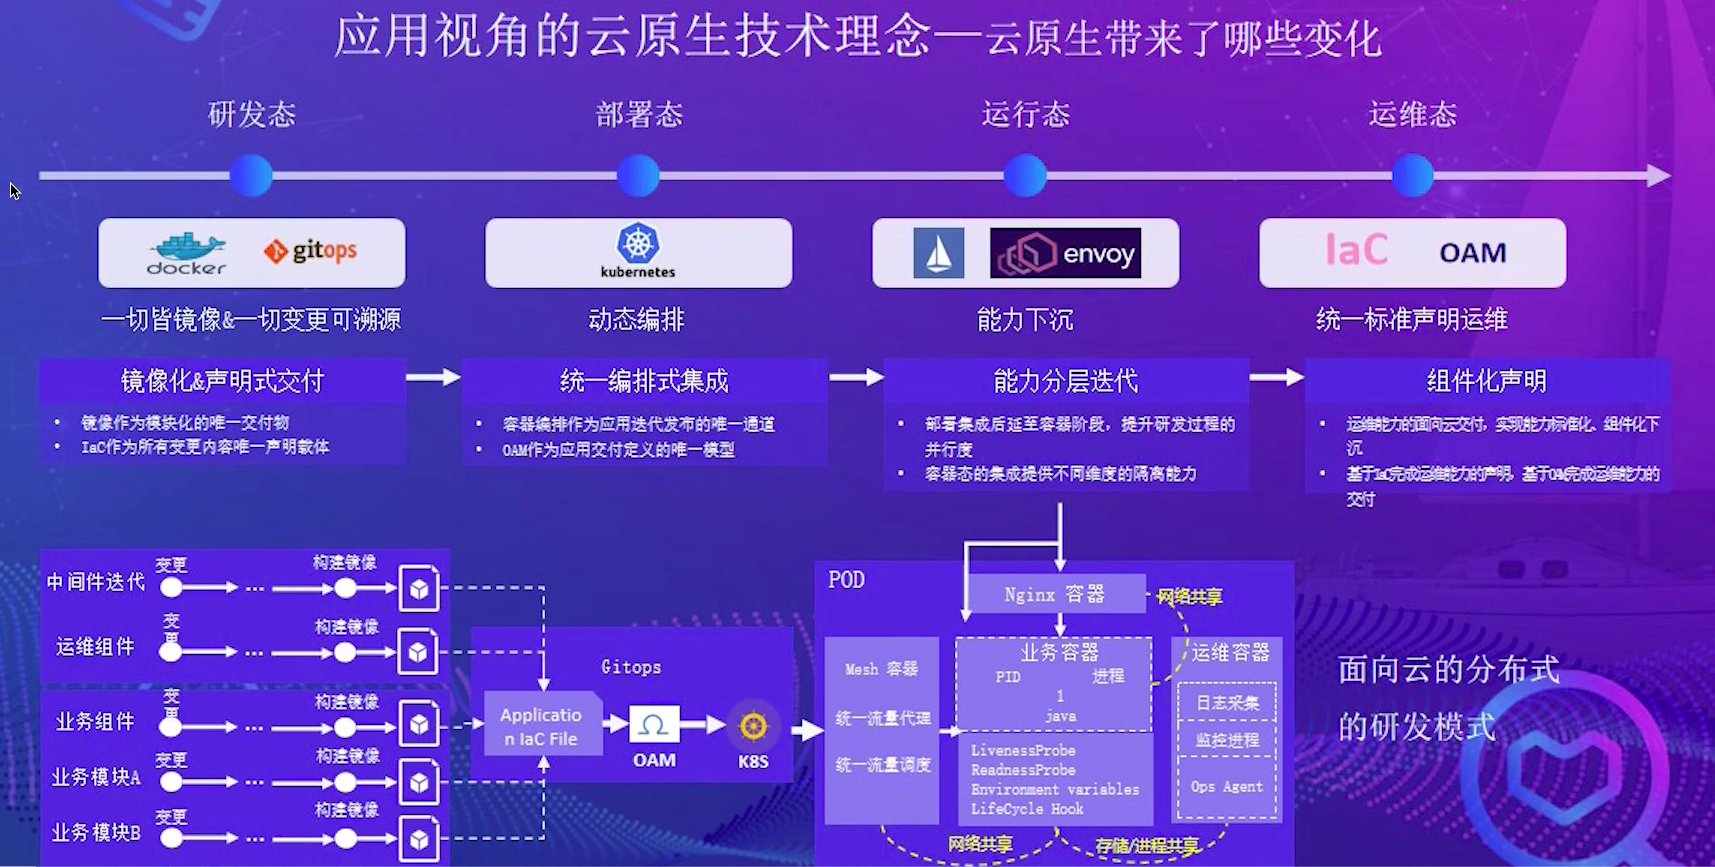 应用视角的云原生技术理念—云原生带来了哪些变化
研发态
部署态
运行态
运维态
docker
gitops
kubernetes
envoy
IaC
OAM
一切皆镜像&一切变更可溯源
动态编排
能力下沉
统一标准声明运维
镜像化&声明式交付
• 镜像作为模块化的唯一交付物
• IaC作为所有变更内容唯一声明载体
统一编排式集成
• 容器编排作为应用迭代发布的唯一通道
• OAM作为应用交付定义的唯一模型
能力分层迭代
• 部署集成后延至容器阶段，提升研发过程的
并行度
• 容器态的集成提供不同维度的隔离能力
组件化声明
• 运维能力的面向云交付，实现能力标准化、组件化下
沉
• 基于IaC完成运维能力的声明，基于OAM完成运维能力的
交付
中间件迭代
变更
...
构建镜像
运维组件
变
更
...
构建镜像
业务组件
变
更
...
构建镜像
业务模块A
变更
...
构建镜像
业务模块B
变更
...
构建镜像
Gitops
Applicatio
n IaC File
OAM
K8S
POD
Nginx 容器
网络共享
Mesh 容器
统一流量代理
统一流量调度
业务容器
PID 进程
1
java
LivenessProbe
ReadnessProbe
Environment variables
LifeCycle Hook
运维容器
日志采集
监控进程
Ops Agent
网络共享
存储/进程共享
面向云的分布式
的研发模式